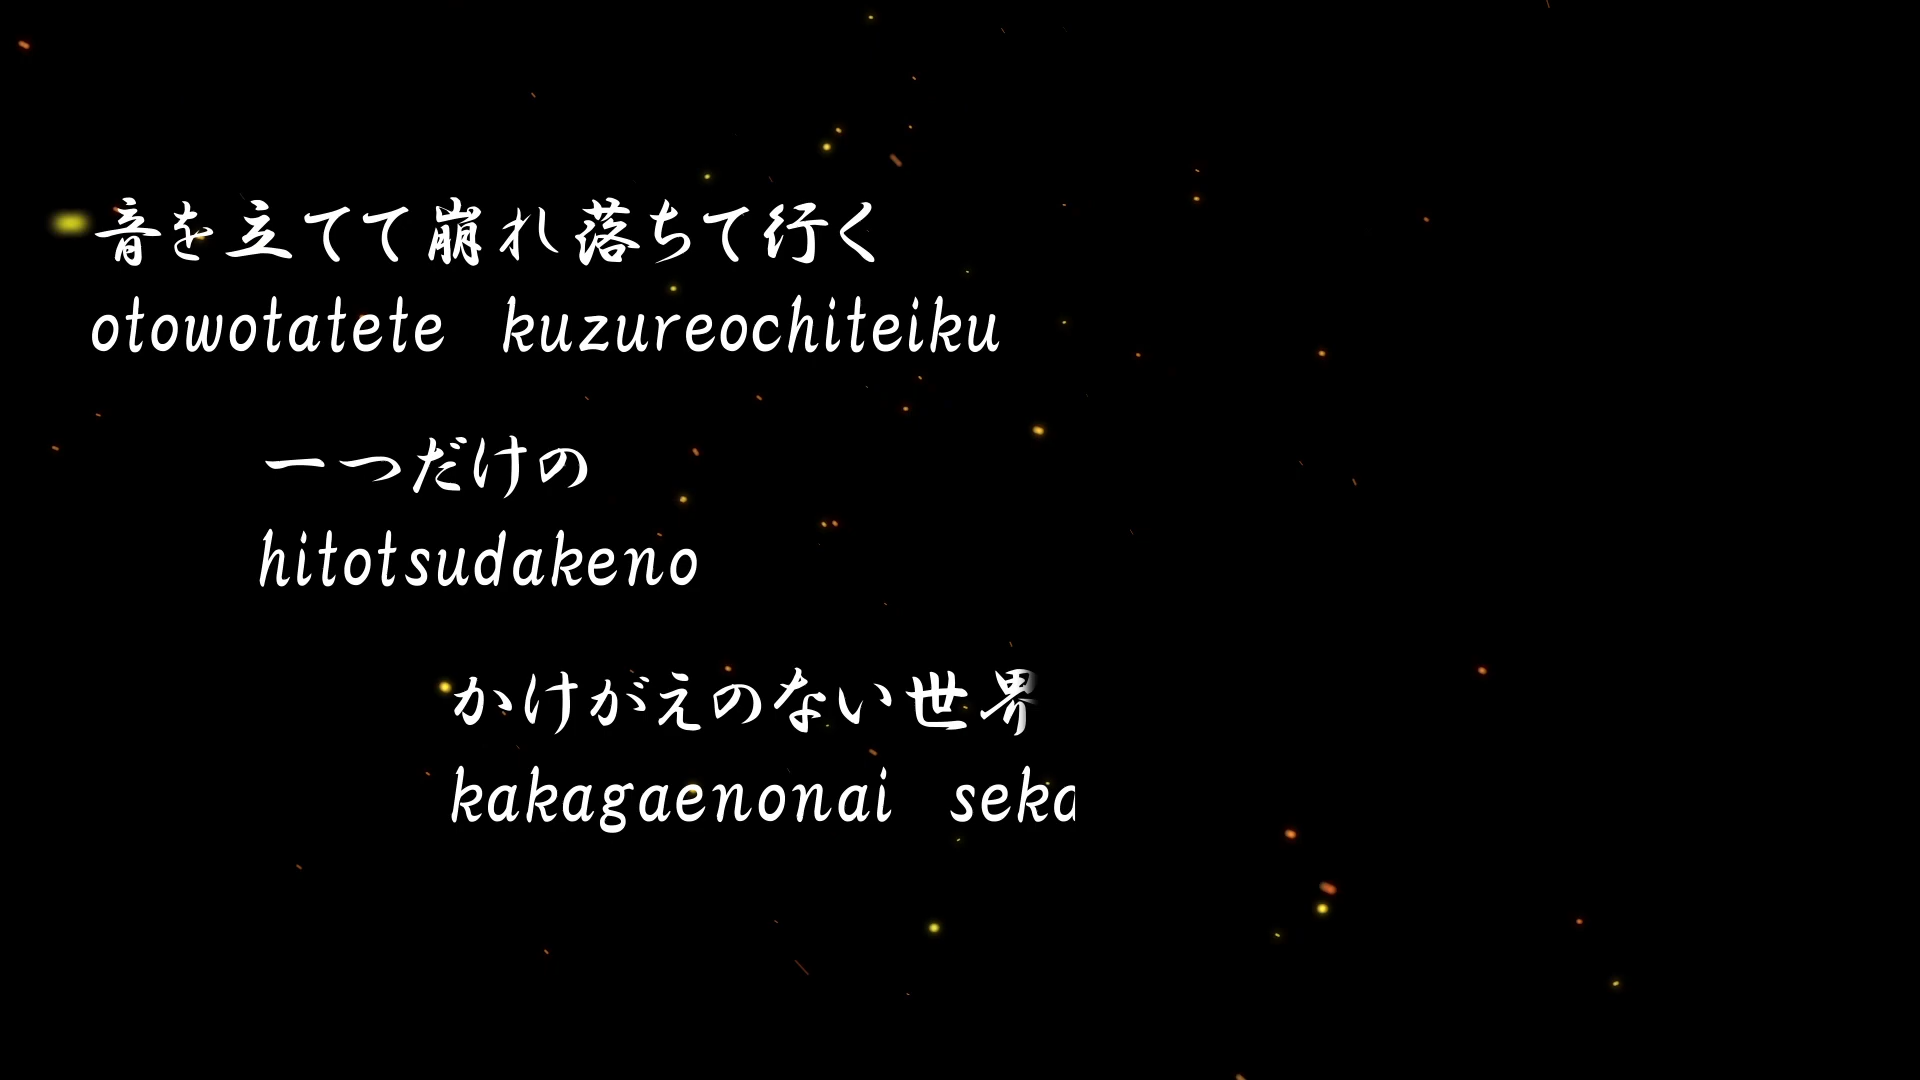 音を立てて崩れ落ちて行く
otowotatete kuzureochiteiku
一つだけの
hitotsudakeno
かけがえのない世界
kakagaenonai seka